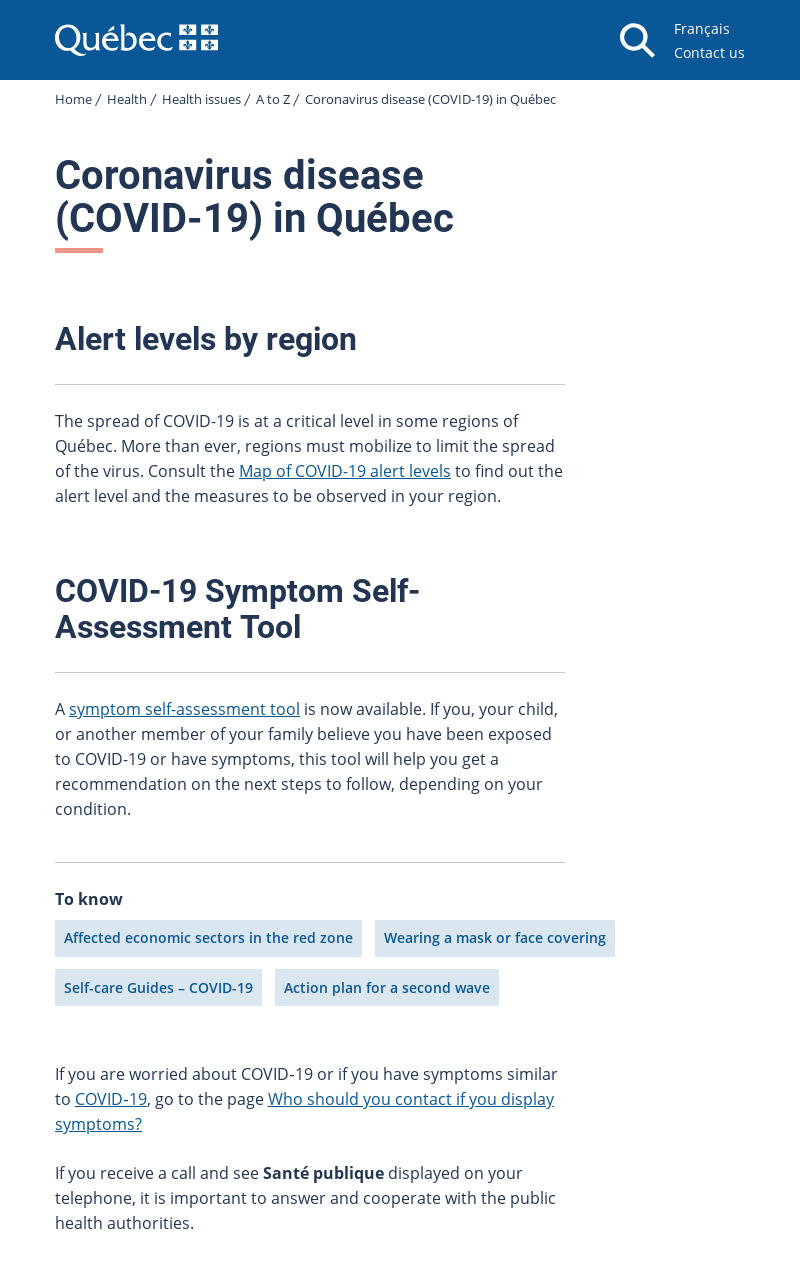 Québec
Français
Contact us
Home / Health / Health issues / A to Z / Coronavirus disease (COVID-19) in Québec
Coronavirus disease
(COVID-19) in Québec
Alert levels by region
The spread of COVID-19 is at a critical level in some regions of
Québec. More than ever, regions must mobilize to limit the spread
of the virus. Consult the Map of COVID-19 alert levels to find out the
alert level and the measures to be observed in your region.
COVID-19 Symptom Self-
Assessment Tool
A symptom self-assessment tool is now available. If you, your child,
or another member of your family believe you have been exposed
to COVID-19 or have symptoms, this tool will help you get a
recommendation on the next steps to follow, depending on your
condition.
To know
Affected economic sectors in the red zone Wearing a mask or face covering
Self-care Guides – COVID-19 Action plan for a second wave
If you are worried about COVID-19 or if you have symptoms similar
to COVID-19, go to the page Who should you contact if you display
symptoms?
If you receive a call and see Santé publique displayed on your
telephone, it is important to answer and cooperate with the public
health authorities.